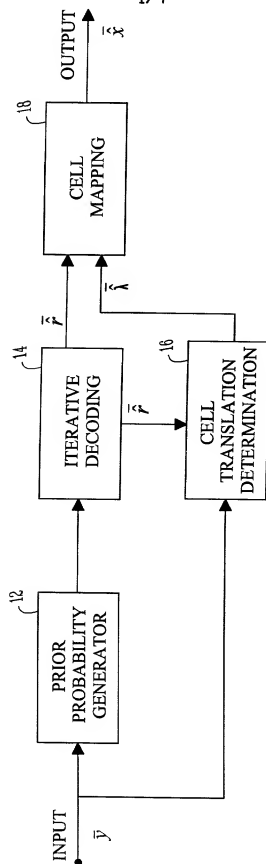 INPUT
ȳ
12
PRIOR
PROBABILITY
GENERATOR
14
ITERATIVE
DECODING
r̂̄
r̂̄
λ̂̄
16
CELL
TRANSLATION
DETERMINATION
18
CELL
MAPPING
OUTPUT
x̂̄